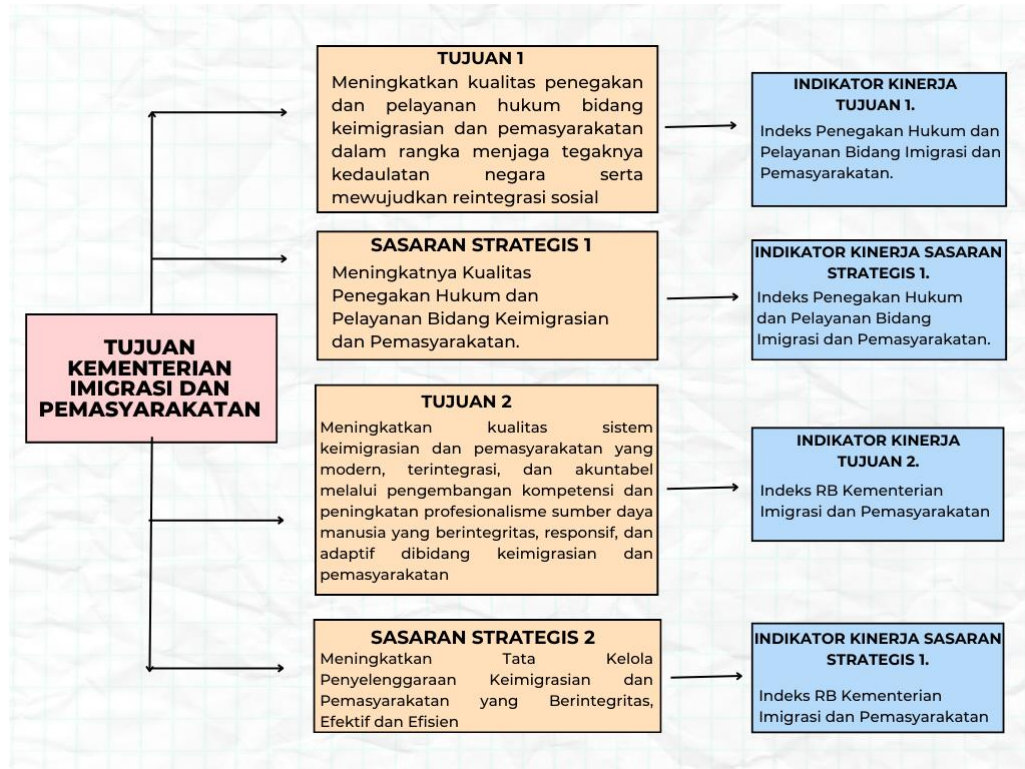 TUJUAN
KEMENTERIAN
IMIGRASI DAN
PEMASYARAKATAN
TUJUAN 1
Meningkatkan kualitas penegakan
dan pelayanan hukum bidang
keimigrasian dan pemasyarakatan
dalam rangka menjaga tegaknya
kedaulatan negara serta
mewujudkan reintegrasi sosial
INDIKATOR KINERJA
TUJUAN 1.
Indeks Penegakan Hukum dan
Pelayanan Bidang Imigrasi dan
Pemasyarakatan.
SASARAN STRATEGIS 1
Meningkatnya Kualitas
Penegakan Hukum dan
Pelayanan Bidang Keimigrasian
dan Pemasyarakatan.
INDIKATOR KINERJA SASARAN
STRATEGIS 1.
Indeks Penegakan Hukum
dan Pelayanan Bidang
Imigrasi dan Pemasyarakatan.
TUJUAN 2
Meningkatkan kualitas sistem
keimigrasian dan pemasyarakatan yang
modern, terintegrasi, dan akuntabel
melalui pengembangan kompetensi dan
peningkatan profesionalisme sumber daya
manusia yang berintegritas, responsif, dan
adaptif dibidang keimigrasian dan
pemasyarakatan
INDIKATOR KINERJA
TUJUAN 2.
Indeks RB Kementerian
Imigrasi dan Pemasyarakatan
SASARAN STRATEGIS 2
Meningkatkan Tata Kelola
Penyelenggaraan Keimigrasian dan
Pemasyarakatan yang Berintegritas,
Efektif dan Efisien
INDIKATOR KINERJA SASARAN
STRATEGIS 1.
Indeks RB Kementerian
Imigrasi dan Pemasyarakatan